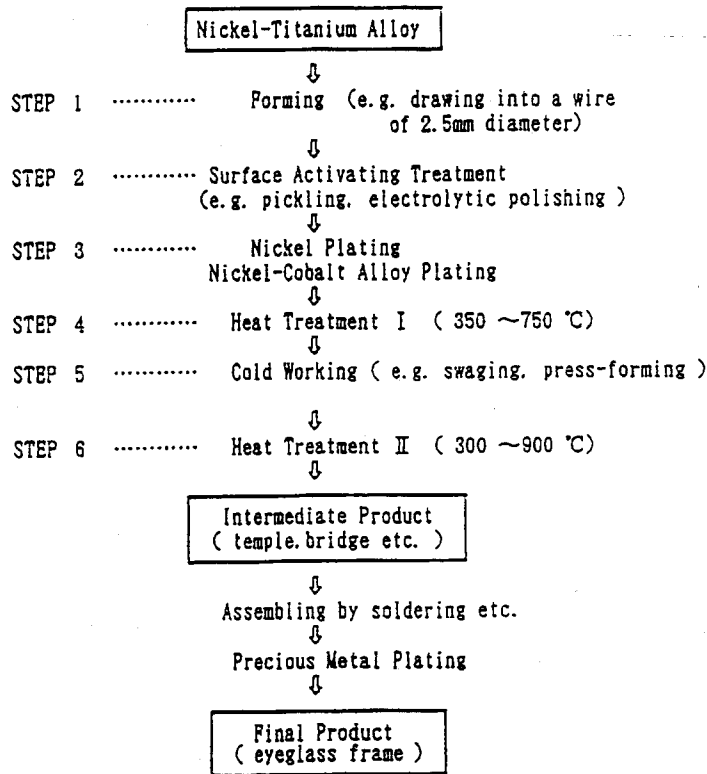 Nickel-Titanium Alloy
⇩
STEP 1 ············ Forming (e.g. drawing into a wire
of 2.5mm diameter)
⇩
STEP 2 ············ Surface Activating Treatment
(e.g. pickling, electrolytic polishing )
⇩
STEP 3 ············ Nickel Plating
Nickel-Cobalt Alloy Plating
⇩
STEP 4 ············ Heat Treatment I ( 350 ~750 ℃)
⇩
STEP 5 ············ Cold Working ( e.g. swaging, press-forming )
⇩
STEP 6 ············ Heat Treatment II ( 300 ~900 ℃)
⇩
Intermediate Product
( temple, bridge etc. )
⇩
Assembling by soldering etc.
⇩
Precious Metal Plating
⇩
Final Product
( eyeglass frame )